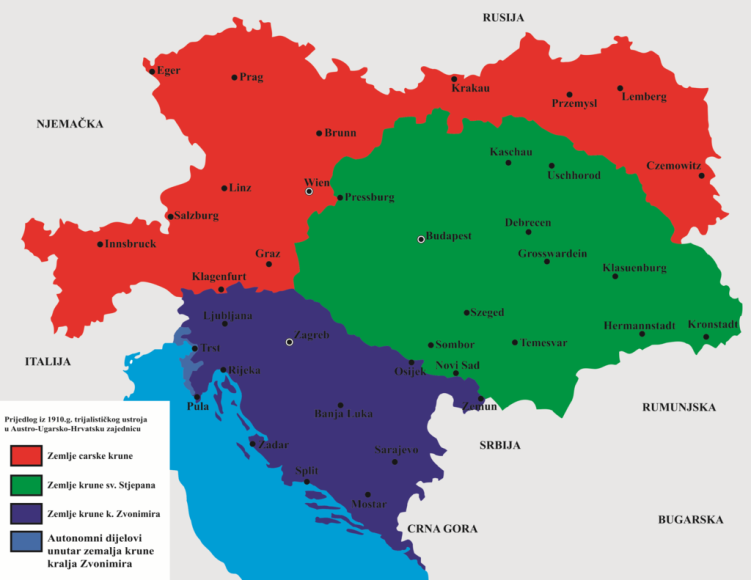 RUSIJA
Eger
Prag
Krakau
Przemysl
Lemberg
NJEMAČKA
Brunn
Kaschau
Uschhorod
Czernowitz
Wien
Linz
Pressburg
Salzburg
Debrecen
Budapest
Innsbruck
Graz
Grosswardein
Klagenfurt
Klasuenburg
Ljubljana
Szeged
Zagreb
Hermannstadt
Kronstadt
Trst
Sombor
Temesvar
ITALIJA
Rijeka
Osijek
Novi Sad
Pula
Banja Luka
Zemun
RUMUNJSKA
Prijedlog iz 1910.g. trijalističkog ustroja
u Austro-Ugarsko-Hrvatsku zajednicu
Zadar
SRBIJA
Zemlje carske krune
Sarajevo
Split
Zemlje krune sv. Stjepana
Mostar
Zemlje krune k. Zvonimira
CRNA GORA
BUGARSKA
Autonomni dijelovi
unutar zemalja krune
kralja Zvonimira